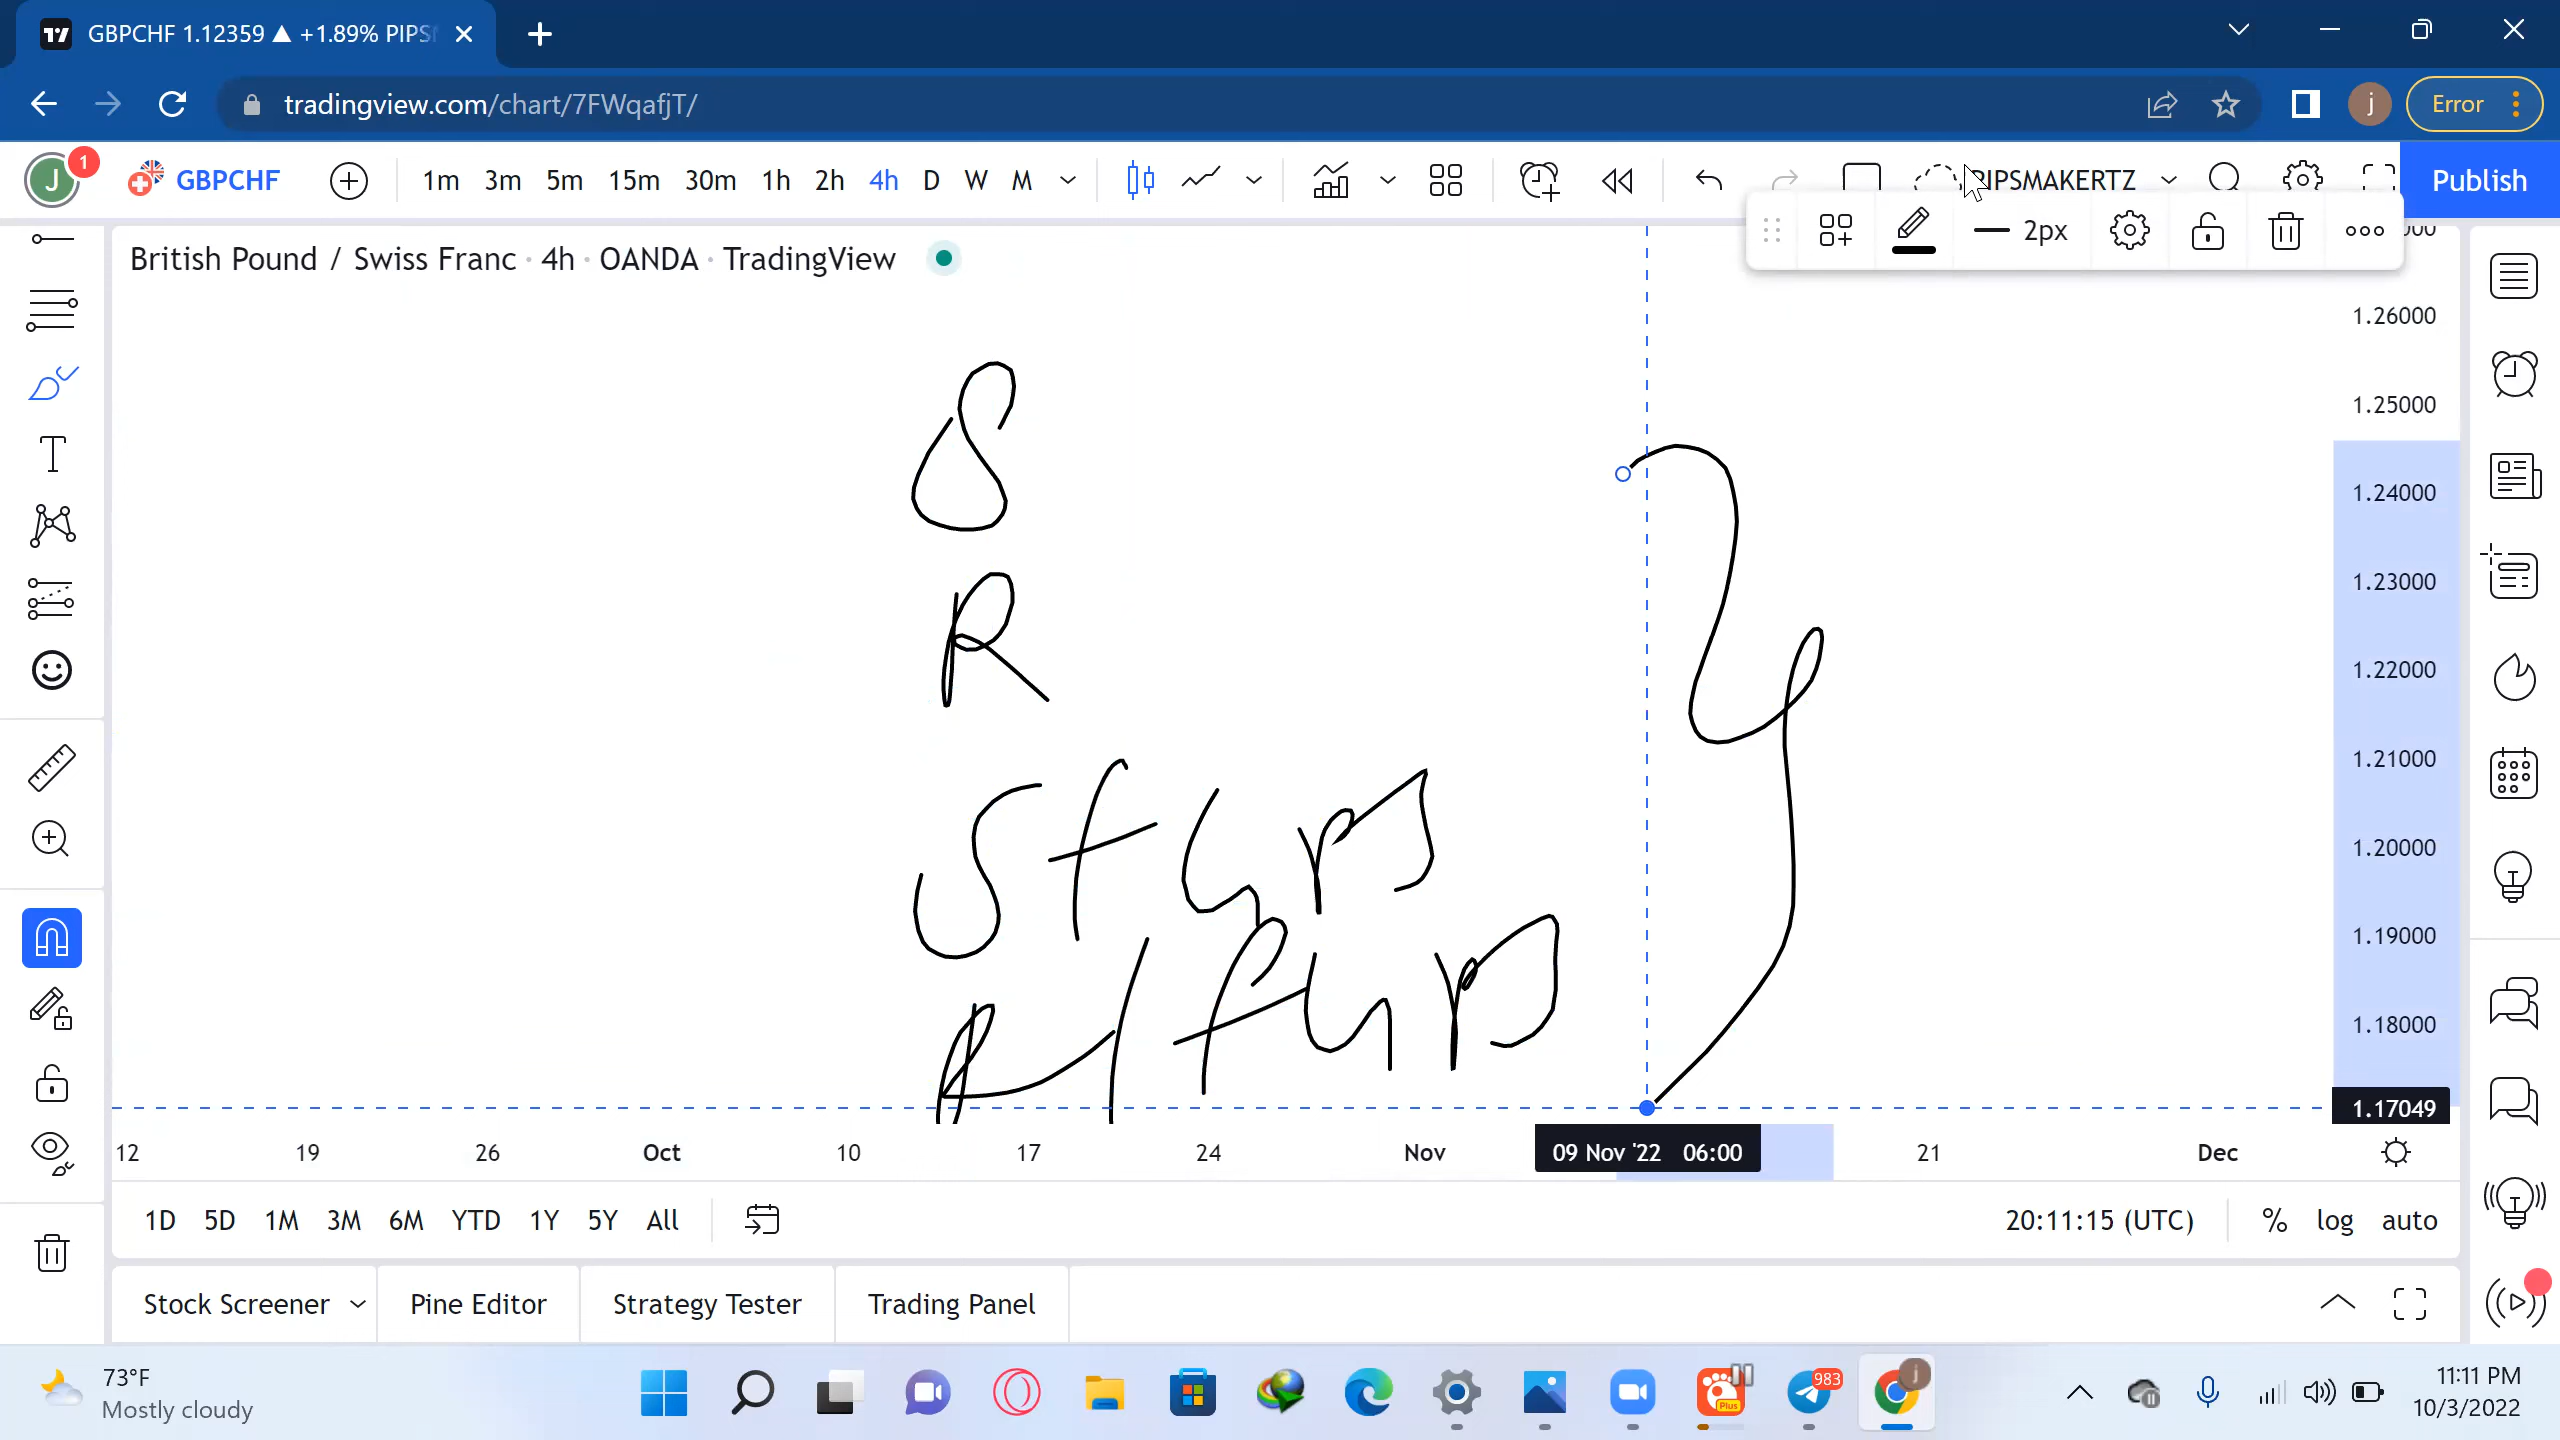 GBPCHF 1.12359 ▲ +1.89% PIPS
tradingview.com/chart/7FWqafjT/
j
Error
J
1
GBPCHF
1m 3m 5m 15m 30m 1h 2h 4h D W M
PIPSMAKERTZ
Publish
2px
British Pound / Swiss Franc · 4h · OANDA · TradingView
1.26000
1.25000
1.24000
1.23000
1.22000
1.21000
1.20000
1.19000
1.18000
1.17049
S
R
12 19 26 Oct 10 17 24 Nov 09 Nov '22 06:00 21 Dec
1D 5D 1M 3M 6M YTD 1Y 5Y All
20:11:15 (UTC) % log auto
Stock Screener Pine Editor Strategy Tester Trading Panel
73°F
Mostly cloudy
Plus
983
j
11:11 PM
10/3/2022